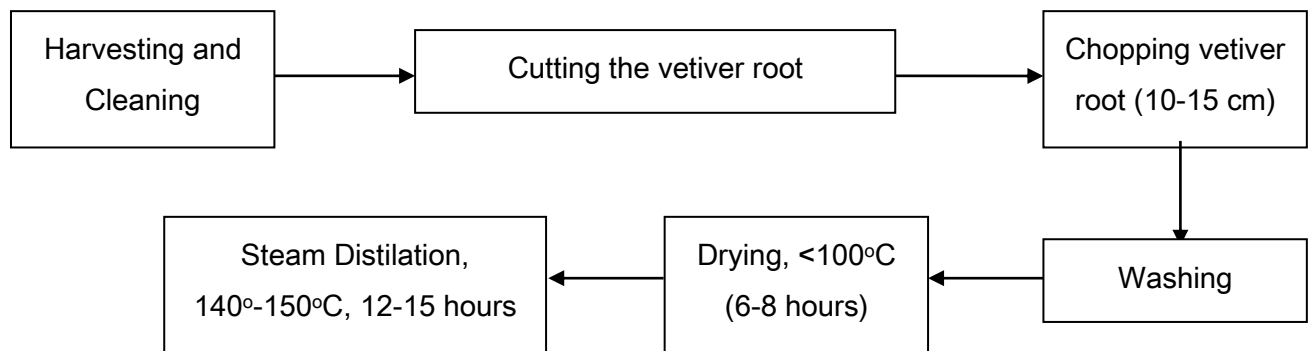 Harvesting and
Cleaning
Cutting the vetiver root
Chopping vetiver
root (10-15 cm)
Washing
Drying, <100ºC
(6-8 hours)
Steam Distilation,
140º-150ºC, 12-15 hours